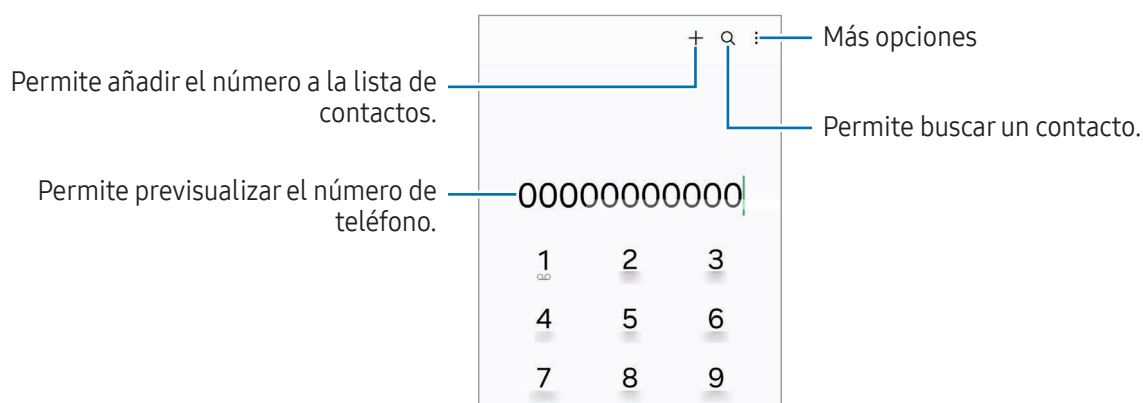 Más opciones
Permite añadir el número a la lista de
contactos.
Permite buscar un contacto.
Permite previsualizar el número de
teléfono.
00000000000
1 2 3
4 5 6
7 8 9